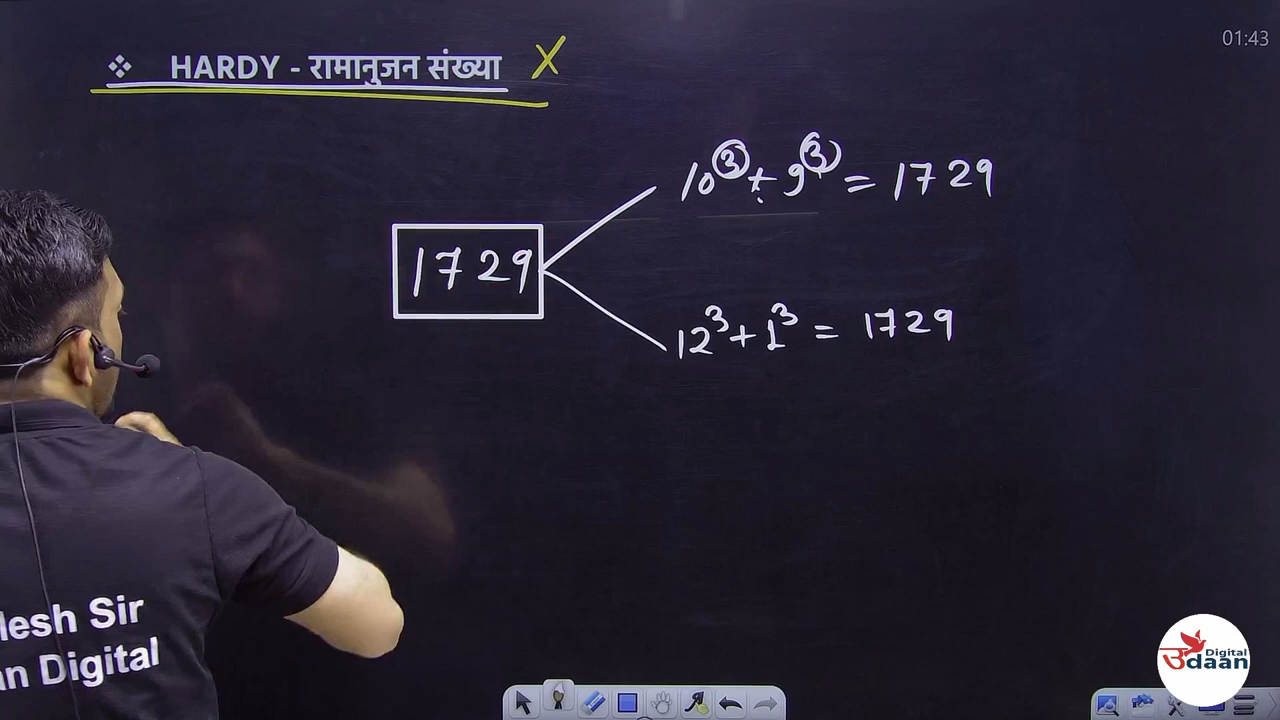 01:43
❖ HARDY - रामानुजन संख्या X
10³ + 9³ = 1729
1729
12³ + 1³ = 1729
lesh Sir
an Digital
Digital
उdaan